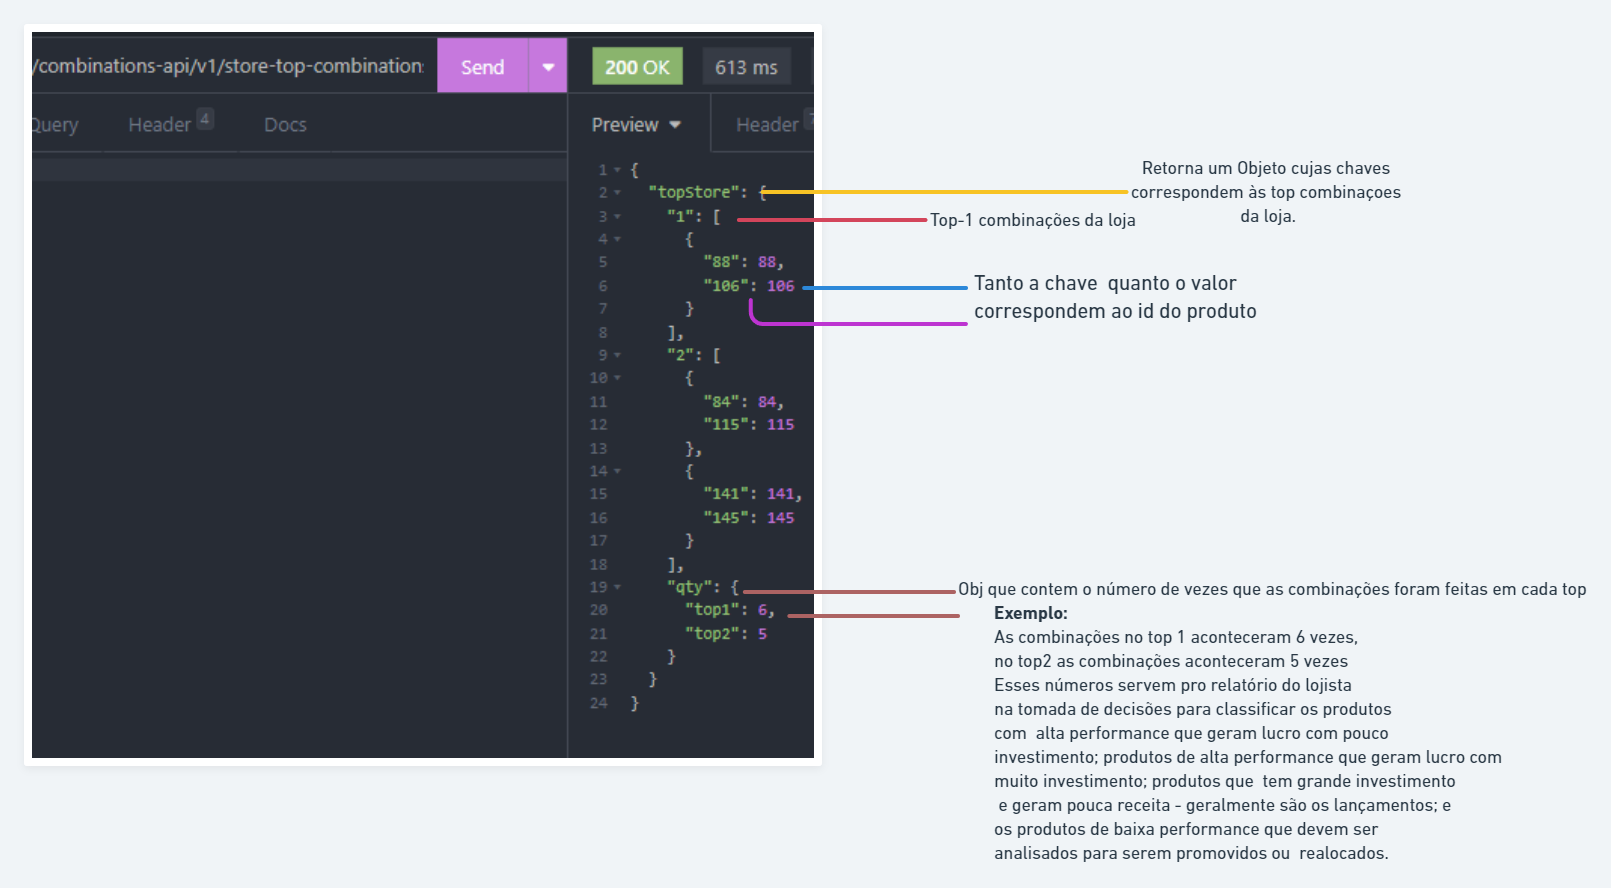 /combinations-api/v1/store-top-combinations
Send
200 OK
613 ms
Query
Header 4
Docs
Preview
Header 7
1 {
2 "topStore": {
3 "1": [
4 {
5 "88": 88,
6 "106": 106
7 }
8 ],
9 "2": [
10 {
11 "84": 84,
12 "115": 115
13 },
14 {
15 "141": 141,
16 "145": 145
17 }
18 ],
19 "qty": {
20 "top1": 6,
21 "top2": 5
22 }
23 }
24 }
Retorna um Objeto cujas chaves
correspondem às top combinaçoes
da loja.
Top-1 combinações da loja
Tanto a chave quanto o valor
correspondem ao id do produto
Obj que contem o número de vezes que as combinações foram feitas em cada top
Exemplo:
As combinações no top 1 aconteceram 6 vezes,
no top2 as combinações aconteceram 5 vezes
Esses números servem pro relatório do lojista
na tomada de decisões para classificar os produtos
com alta performance que geram lucro com pouco
investimento; produtos de alta performance que geram lucro com
muito investimento; produtos que tem grande investimento
e geram pouca receita - geralmente são os lançamentos; e
os produtos de baixa performance que devem ser
analisados para serem promovidos ou realocados.